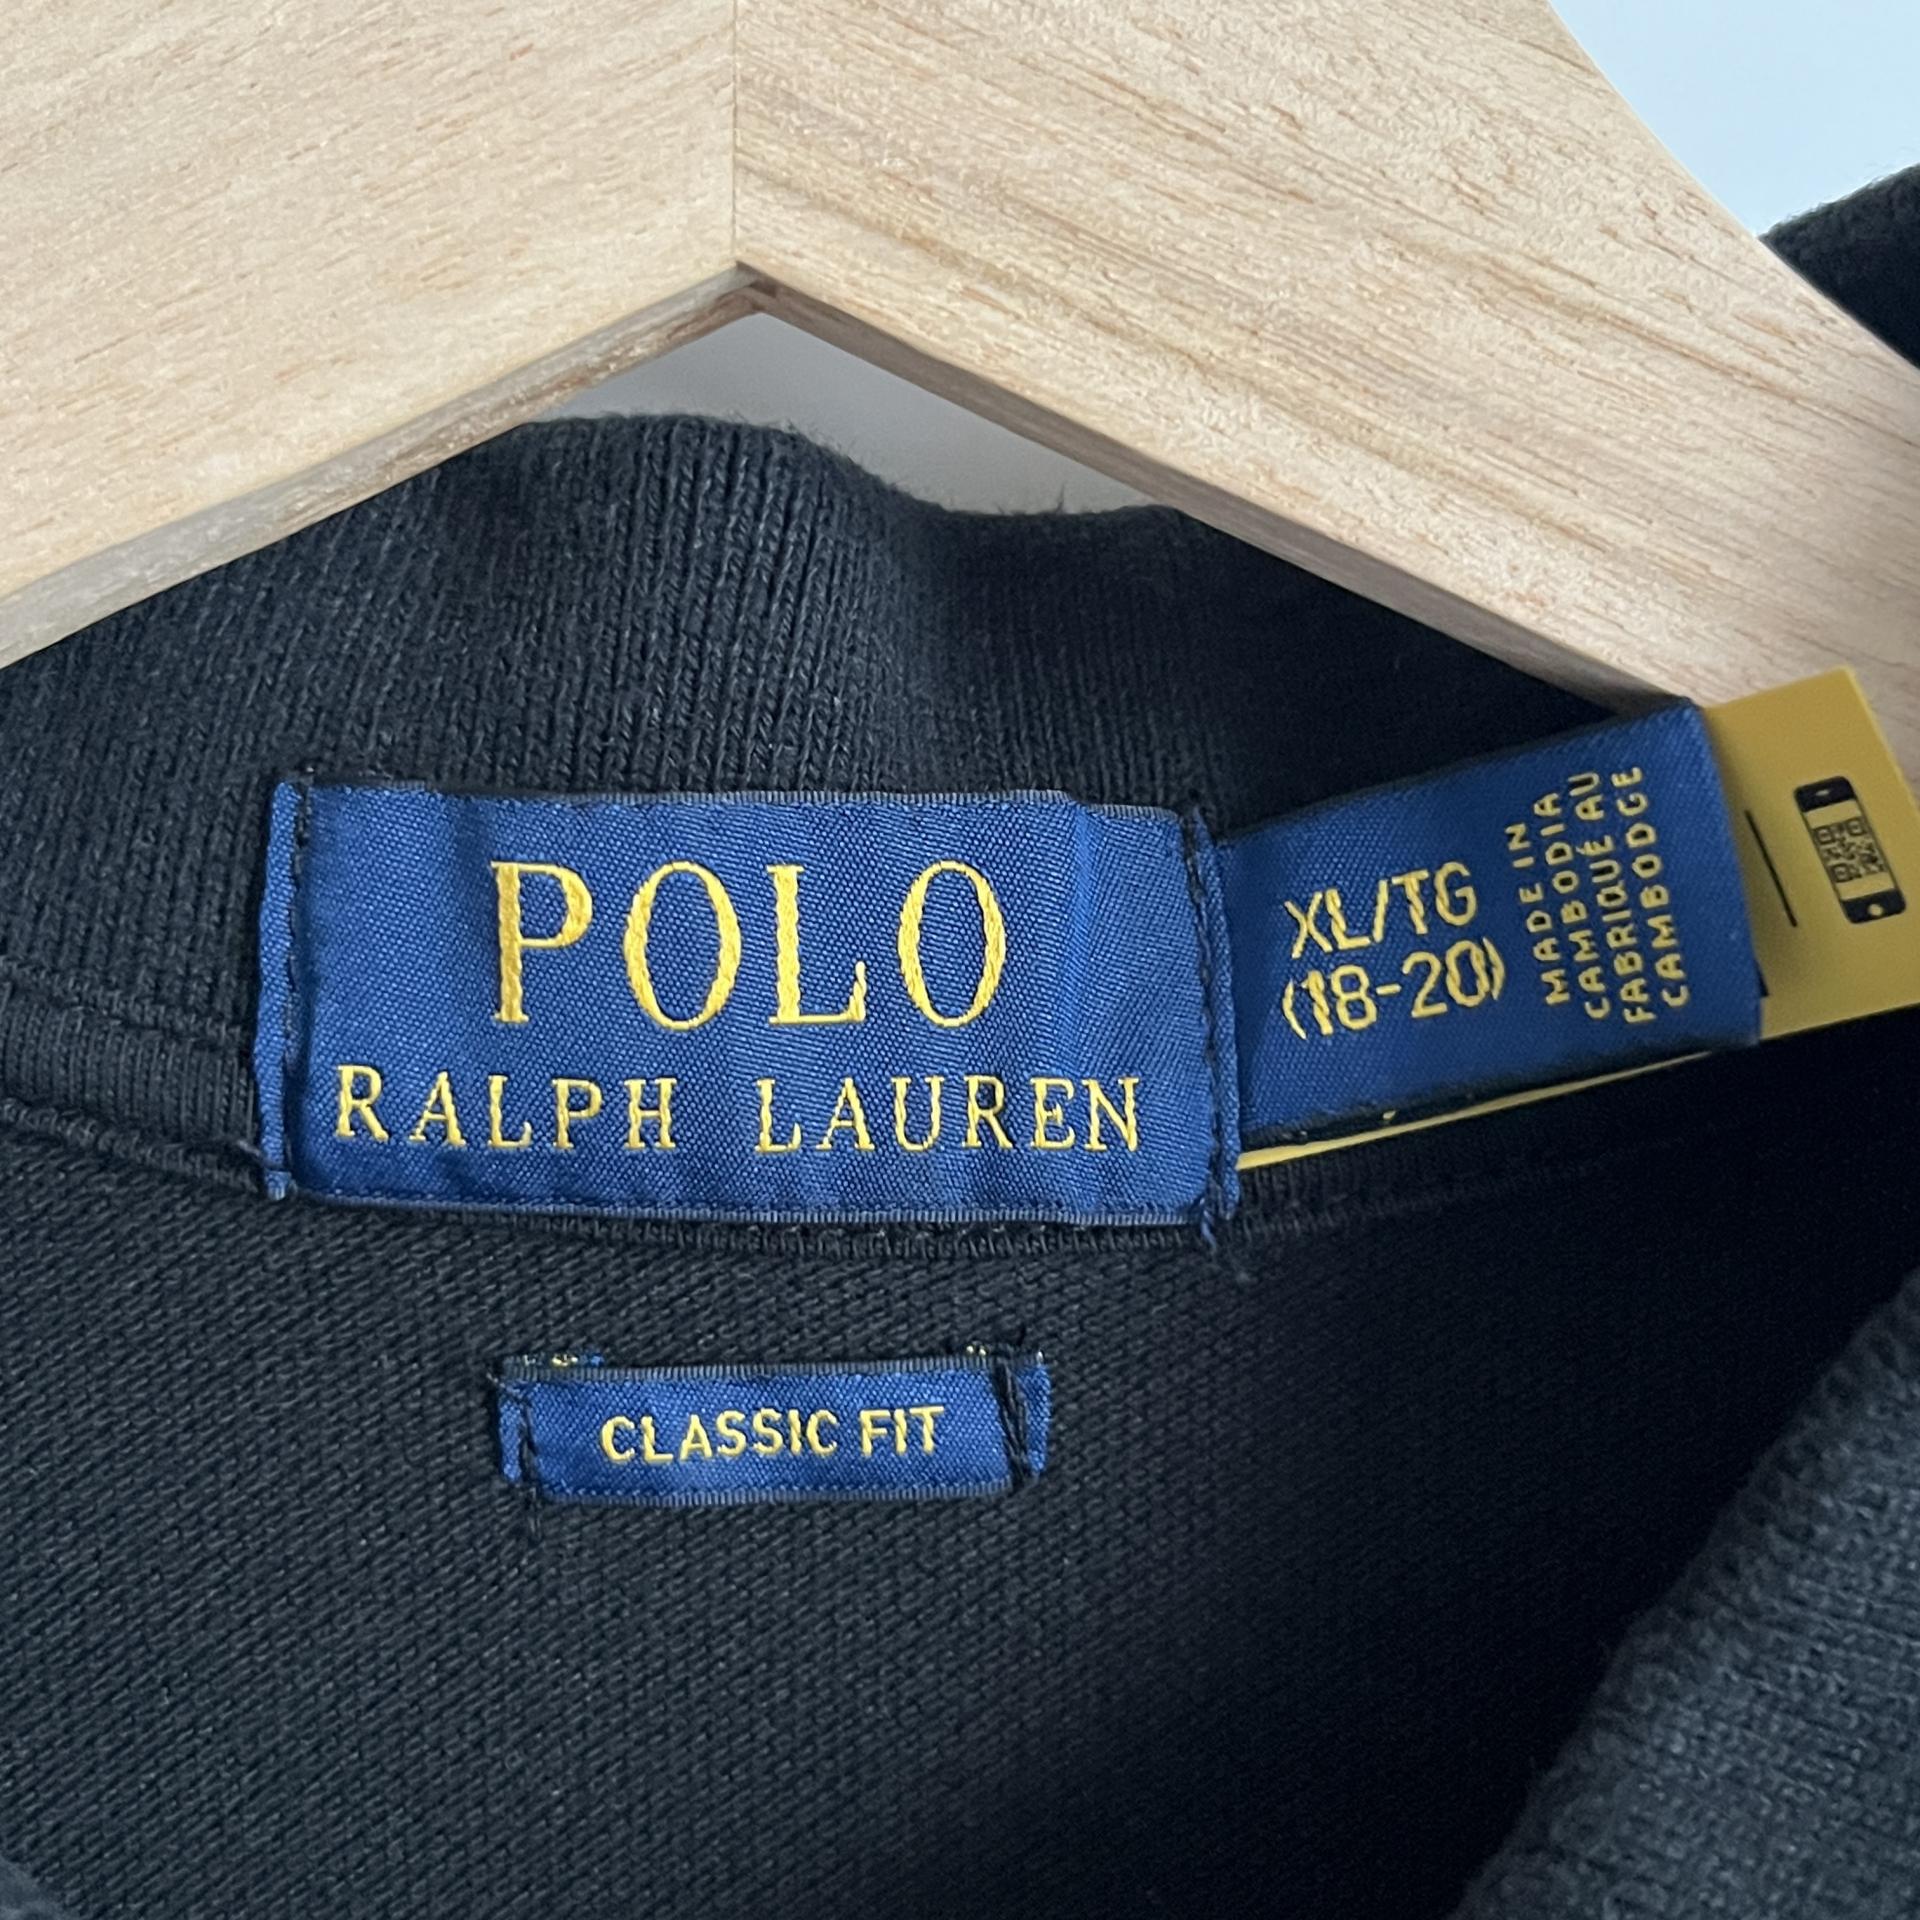 POLO
RALPH LAUREN
XL/TG
(18-20)
MADE IN
CAMBODIA
FABRIQUÉ AU
CAMBODGE
CLASSIC FIT